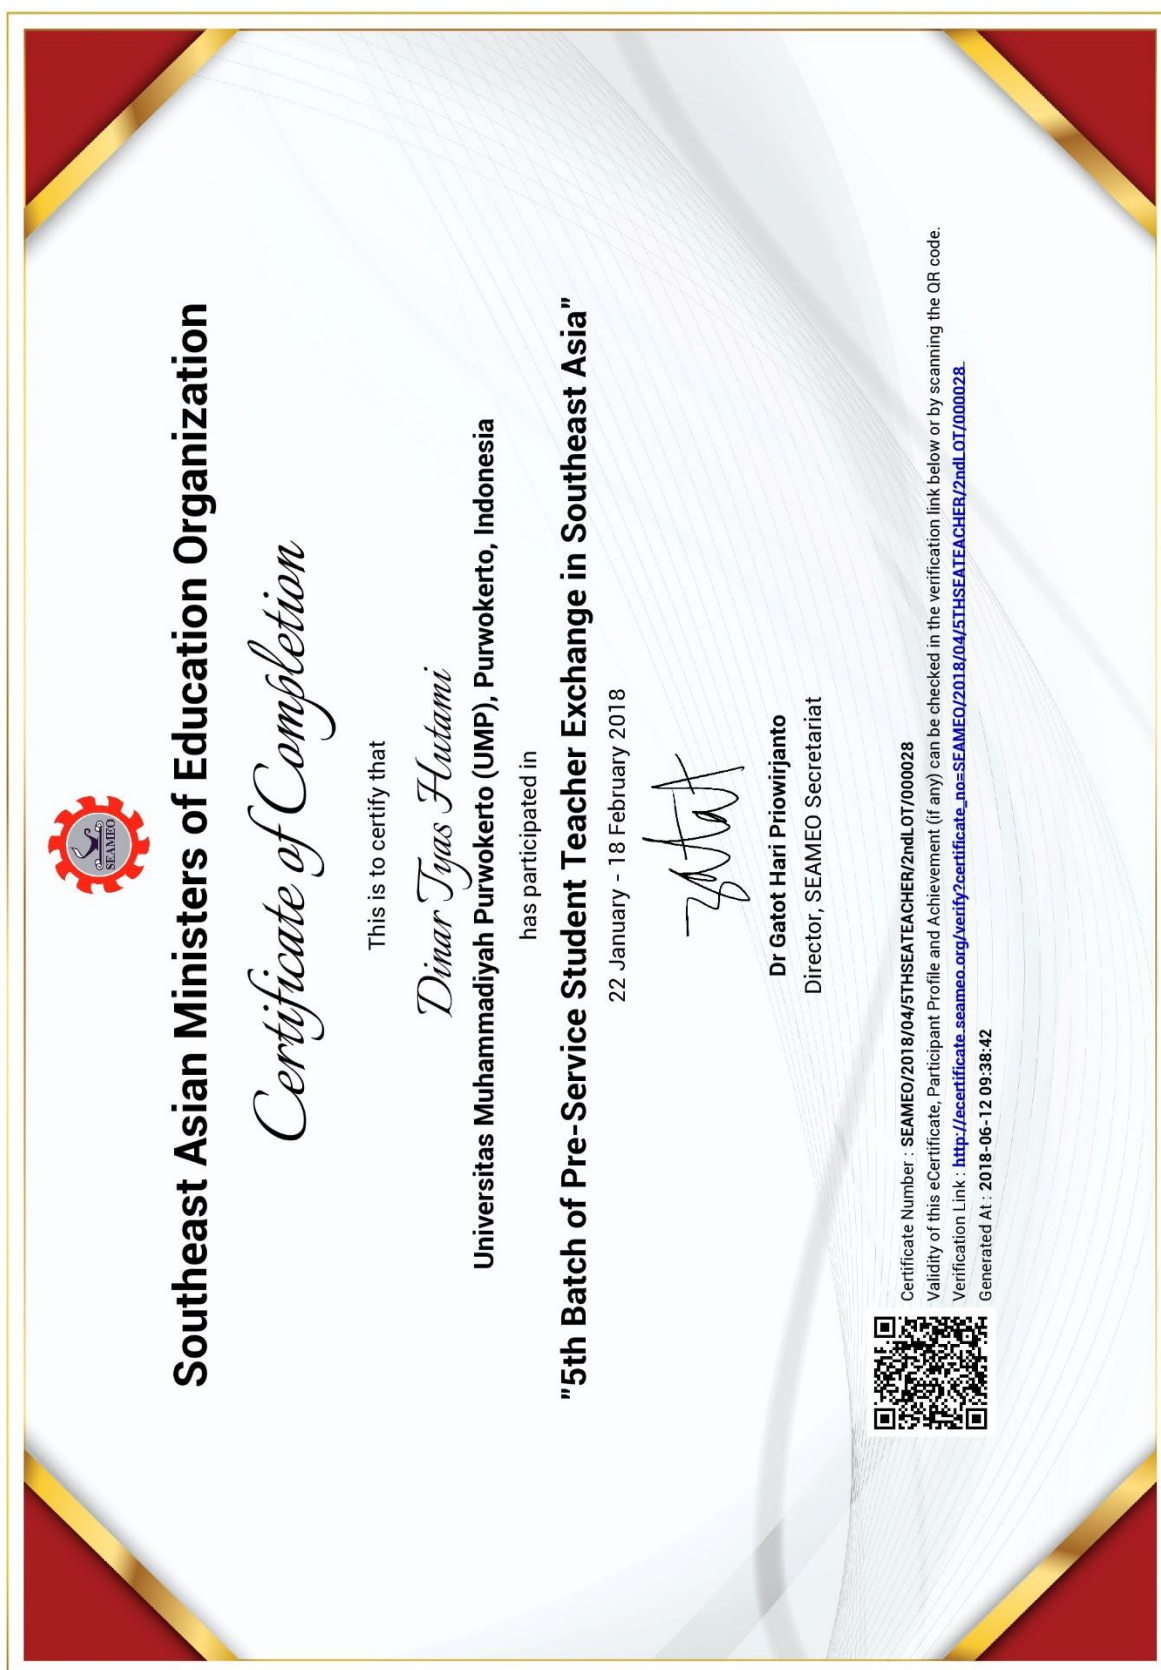 SEAMEO
Southeast Asian Ministers of Education Organization
Certificate of Completion
This is to certify that
Dinar Tyas Hutami
Universitas Muhammadiyah Purwokerto (UMP), Purwokerto, Indonesia
has participated in
"5th Batch of Pre-Service Student Teacher Exchange in Southeast Asia"
22 January - 18 February 2018
Dr Gatot Hari Priowirjanto
Director, SEAMEO Secretariat
Certificate Number : SEAMEO/2018/04/5THSEATEACHER/2ndLOT/000028
Validity of this eCertificate, Participant Profile and Achievement (if any) can be checked in the verification link below or by scanning the QR code.
Verification Link : http://ecertificate.seameo.org/verify?certificate_no=SEAMEO/2018/04/5THSEATEACHER/2ndLOT/000028
Generated At : 2018-06-12 09:38:42